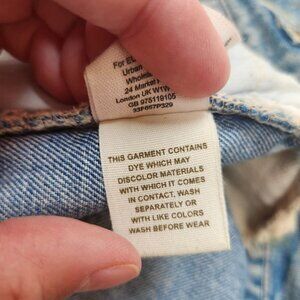 For EU
Urban
Wholesale
24 Market
London UK W1W
GB 975119105
THIS GARMENT CONTAINS
DYE WHICH MAY
DISCOLOR MATERIALS
WITH WHICH IT COMES
IN CONTACT. WASH
SEPARATELY OR
WITH LIKE COLORS
WASH BEFORE WEAR